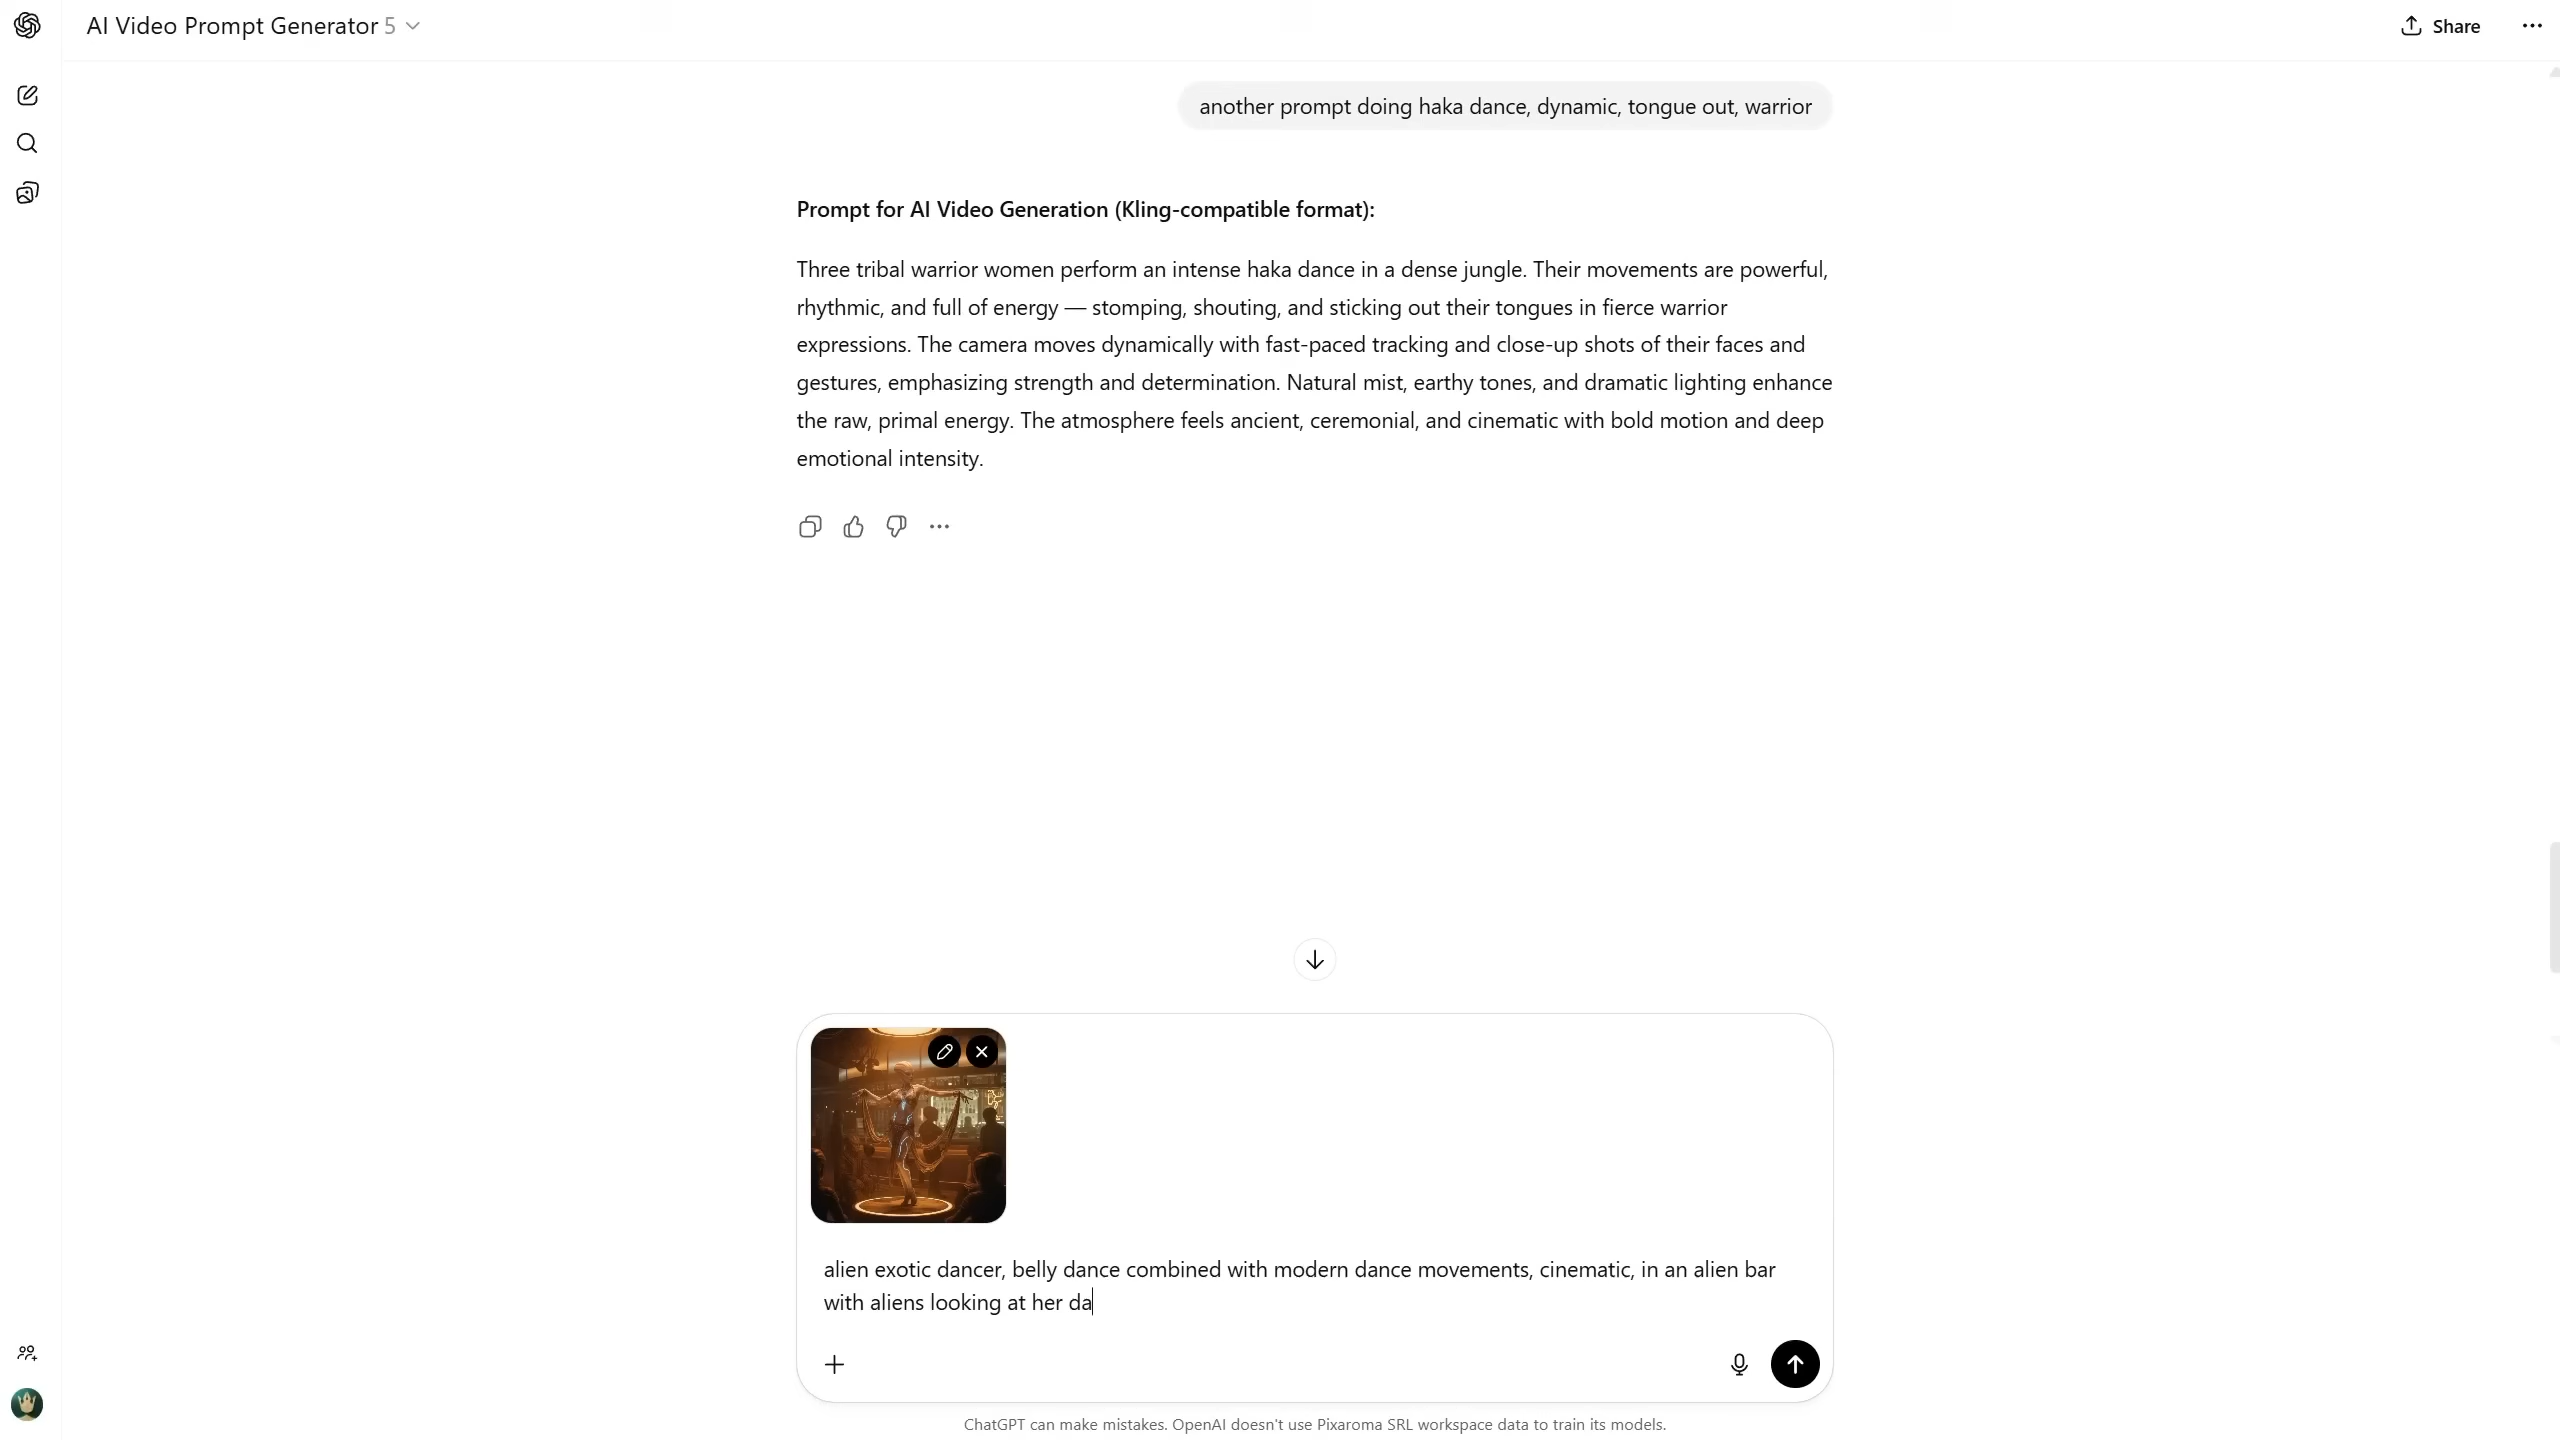 AI Video Prompt Generator 5
Share
another prompt doing haka dance, dynamic, tongue out, warrior
Prompt for AI Video Generation (Kling-compatible format):
Three tribal warrior women perform an intense haka dance in a dense jungle. Their movements are powerful,
rhythmic, and full of energy — stomping, shouting, and sticking out their tongues in fierce warrior
expressions. The camera moves dynamically with fast-paced tracking and close-up shots of their faces and
gestures, emphasizing strength and determination. Natural mist, earthy tones, and dramatic lighting enhance
the raw, primal energy. The atmosphere feels ancient, ceremonial, and cinematic with bold motion and deep
emotional intensity.
alien exotic dancer, belly dance combined with modern dance movements, cinematic, in an alien bar
with aliens looking at her da
ChatGPT can make mistakes. OpenAI doesn't use Pixaroma SRL workspace data to train its models.